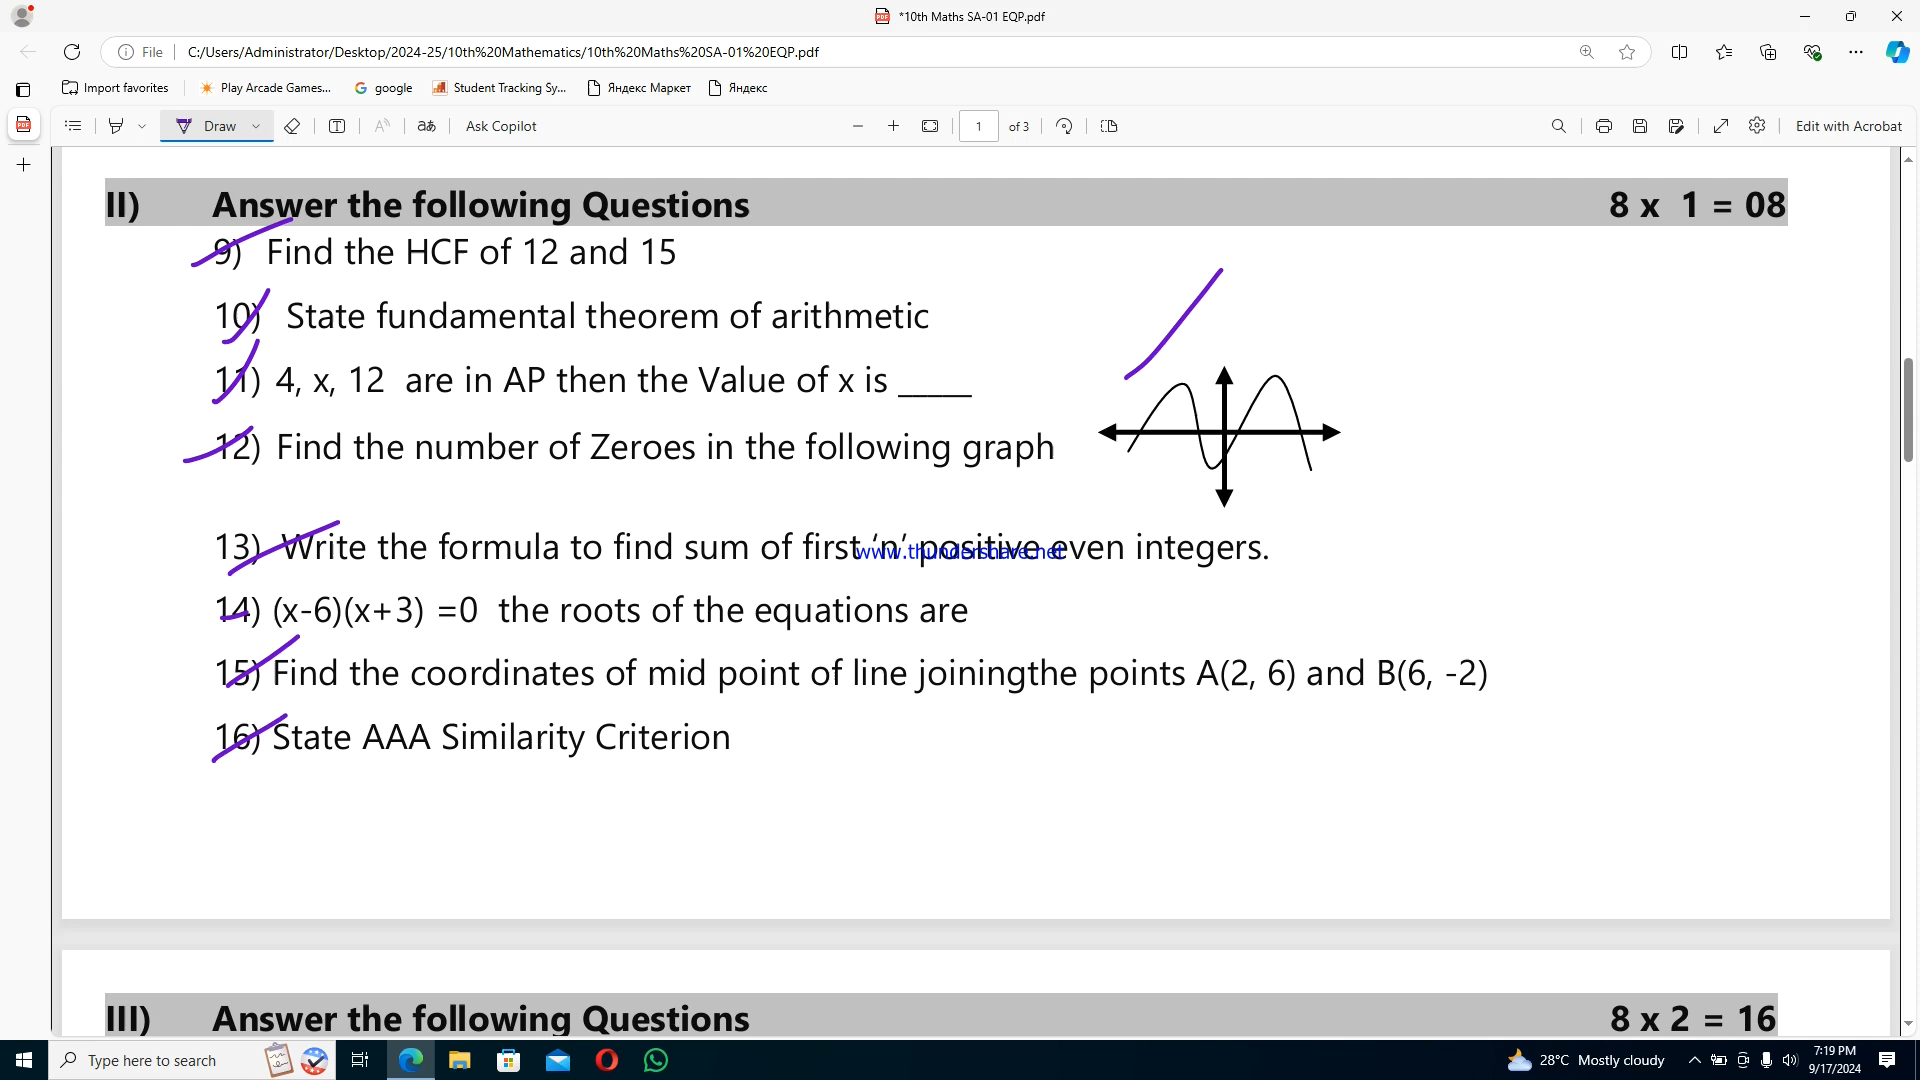 *10th Maths SA-01 EQP.pdf
File C:/Users/Administrator/Desktop/2024-25/10th%20Mathematics/10th%20Maths%20SA-01%20EQP.pdf
Import favorites Play Arcade Games... google Student Tracking Sy... Яндекс Маркет Яндекс
Draw aあ Ask Copilot 1 of 3 Edit with Acrobat
II) Answer the following Questions 8 x 1 = 08
9) Find the HCF of 12 and 15
10) State fundamental theorem of arithmetic
11) 4, x, 12 are in AP then the Value of x is _____
12) Find the number of Zeroes in the following graph
13) Write the formula to find sum of first ‘n’ positive even integers.
www.thundershare.net
14) (x-6)(x+3) =0 the roots of the equations are
15) Find the coordinates of mid point of line joiningthe points A(2, 6) and B(6, -2)
16) State AAA Similarity Criterion
III) Answer the following Questions 8 x 2 = 16
Type here to search 28°C Mostly cloudy 7:19 PM
9/17/2024